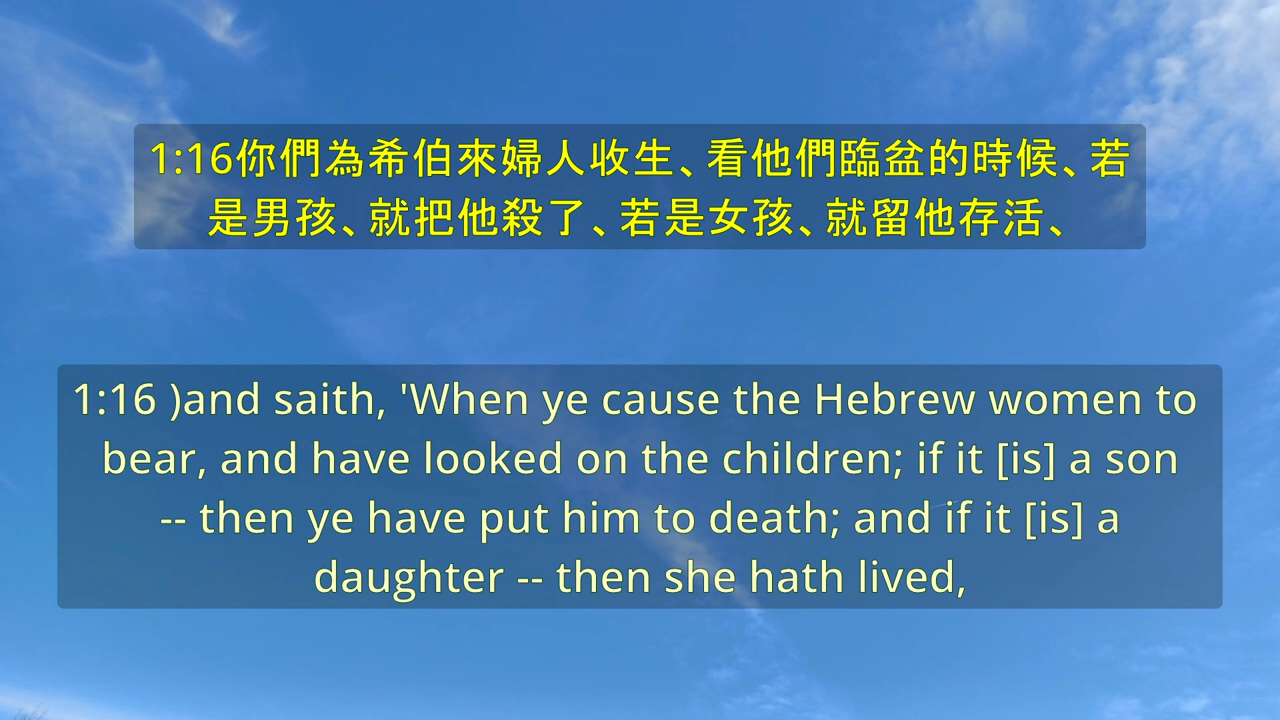 1:16你們為希伯來婦人收生、看他們臨盆的時候、若
是男孩、就把他殺了、若是女孩、就留他存活、
1:16 )and saith, 'When ye cause the Hebrew women to
bear, and have looked on the children; if it [is] a son
-- then ye have put him to death; and if it [is] a
daughter -- then she hath lived,